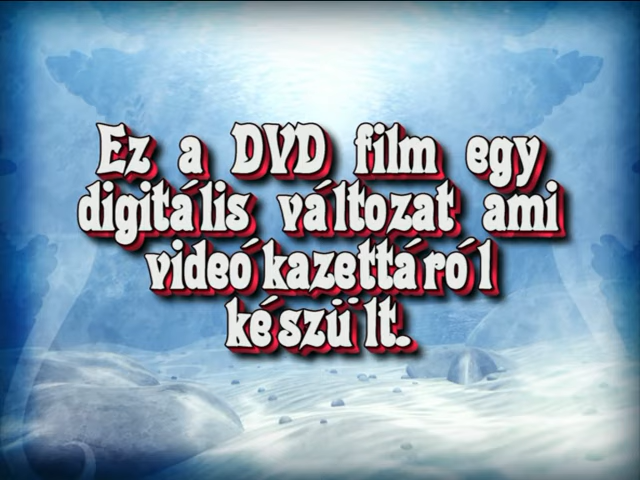 Ez a DVD film egy
digitális változat ami
videókazettáról
készült.